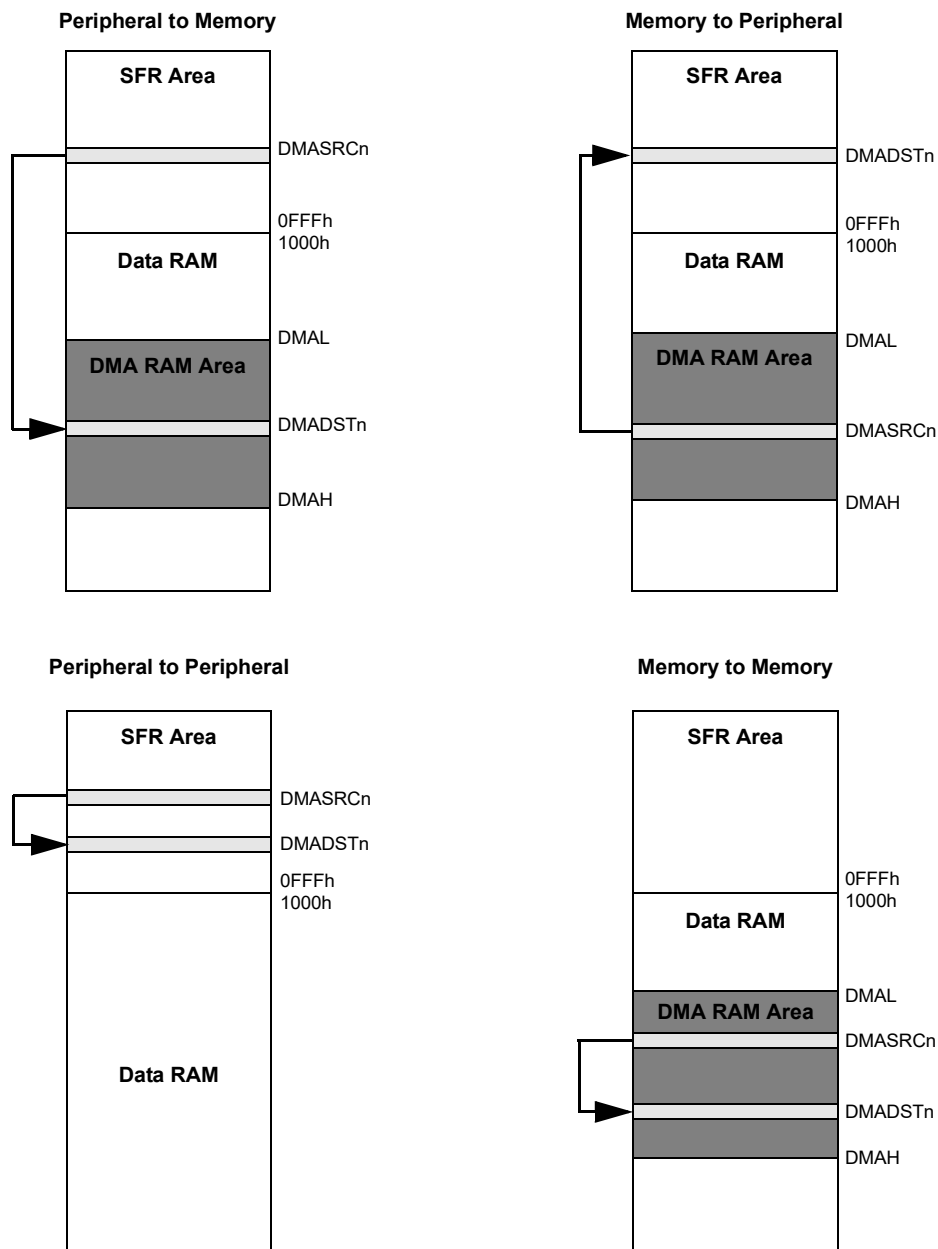 Peripheral to Memory
SFR Area
DMASRCn
0FFFh
1000h
Data RAM
DMAL
DMA RAM Area
DMADSTn
DMAH
Memory to Peripheral
SFR Area
DMADSTn
0FFFh
1000h
Data RAM
DMAL
DMA RAM Area
DMASRCn
DMAH
Peripheral to Peripheral
SFR Area
DMASRCn
DMADSTn
0FFFh
1000h
Data RAM
Memory to Memory
SFR Area
0FFFh
1000h
Data RAM
DMAL
DMA RAM Area
DMASRCn
DMADSTn
DMAH